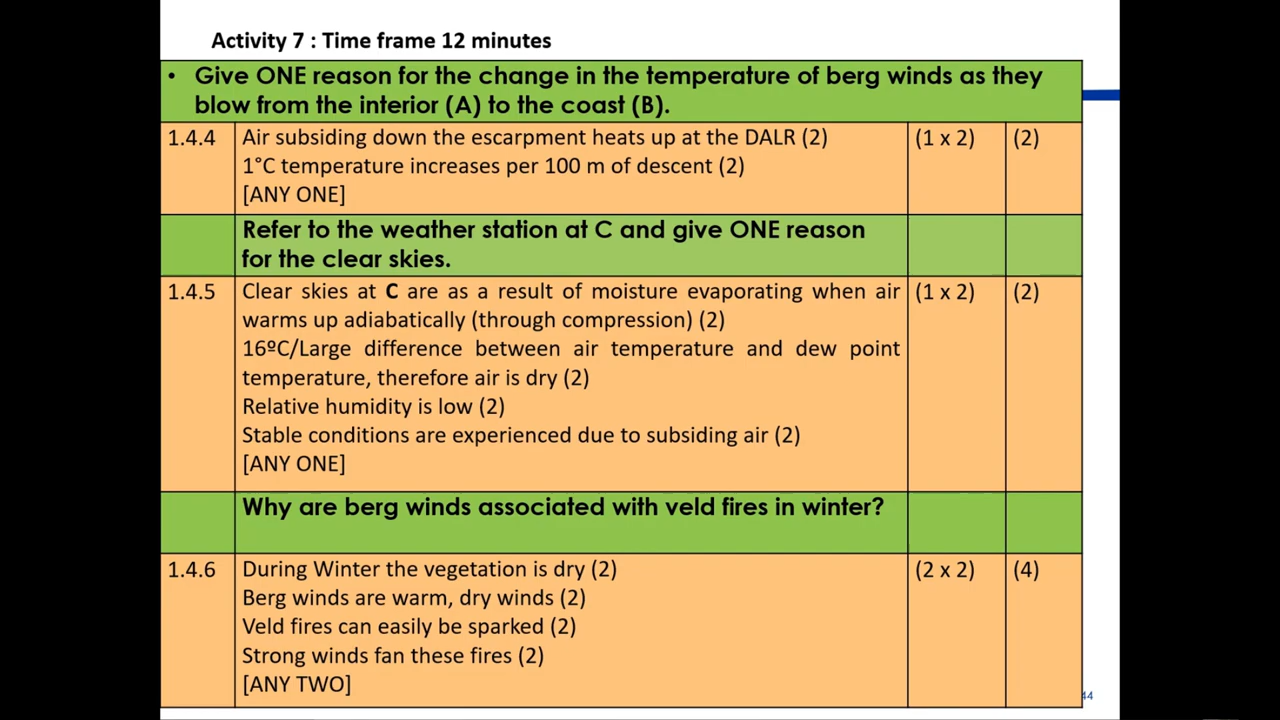 Activity 7 : Time frame 12 minutes
• Give ONE reason for the change in the temperature of berg winds as they
blow from the interior (A) to the coast (B).
1.4.4 Air subsiding down the escarpment heats up at the DALR (2) (1 x 2) (2)
1°C temperature increases per 100 m of descent (2)
[ANY ONE]
Refer to the weather station at C and give ONE reason
for the clear skies.
1.4.5 Clear skies at C are as a result of moisture evaporating when air (1 x 2) (2)
warms up adiabatically (through compression) (2)
16ºC/Large difference between air temperature and dew point
temperature, therefore air is dry (2)
Relative humidity is low (2)
Stable conditions are experienced due to subsiding air (2)
[ANY ONE]
Why are berg winds associated with veld fires in winter?
1.4.6 During Winter the vegetation is dry (2) (2 x 2) (4)
Berg winds are warm, dry winds (2)
Veld fires can easily be sparked (2)
Strong winds fan these fires (2)
[ANY TWO]
44